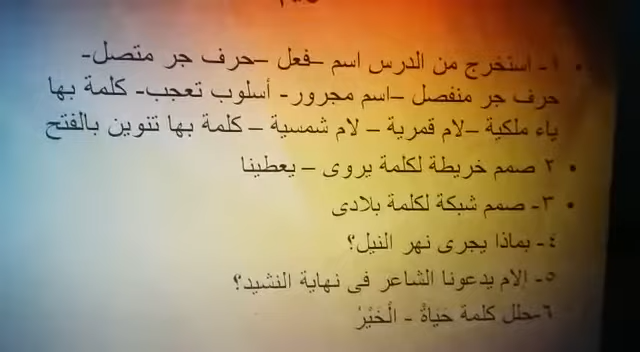 ١- استخرج من الدرس اسم –فعل –حرف جر متصل-
حرف جر منفصل –اسم مجرور- أسلوب تعجب- كلمة بها
ياء ملكية –لام قمرية – لام شمسية – كلمة بها تنوين بالفتح
٢ صمم خريطة لكلمة يروى – يعطينا
٣- صمم شبكة لكلمة بلادى
٤- بماذا يجرى نهر النيل؟
٥- إلام يدعونا الشاعر فى نهاية النشيد؟
٦-حلل كلمة حَيَاةٌ - الْخَيْرُ